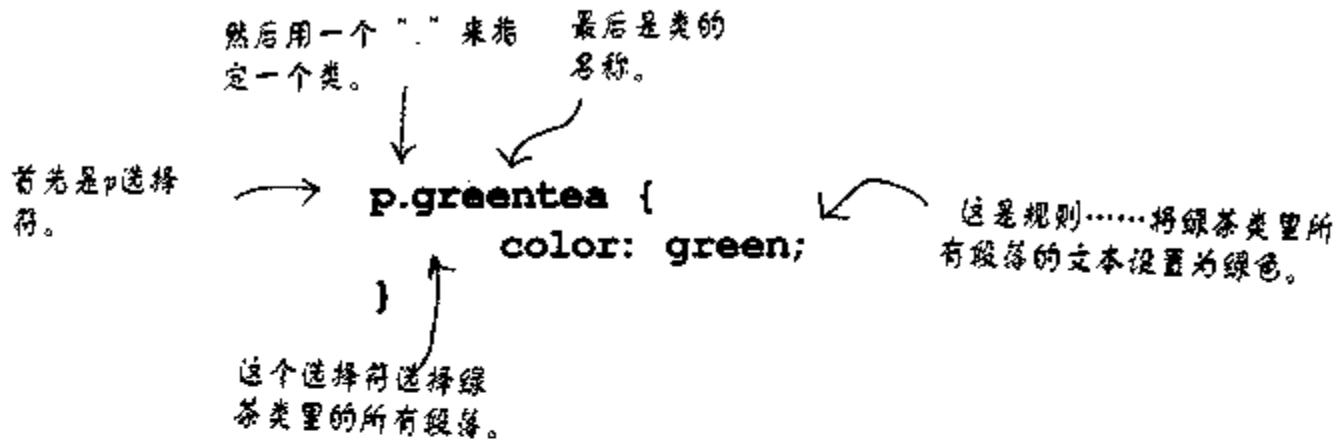 然后用一个“.”来指
定一个类。
最后是类的
名称。
首先是p选择
符。
p.greentea {
color: green;
}
这是规则……将绿茶类里所
有段落的文本设置为绿色。
这个选择符选择绿
茶类里的所有段落。